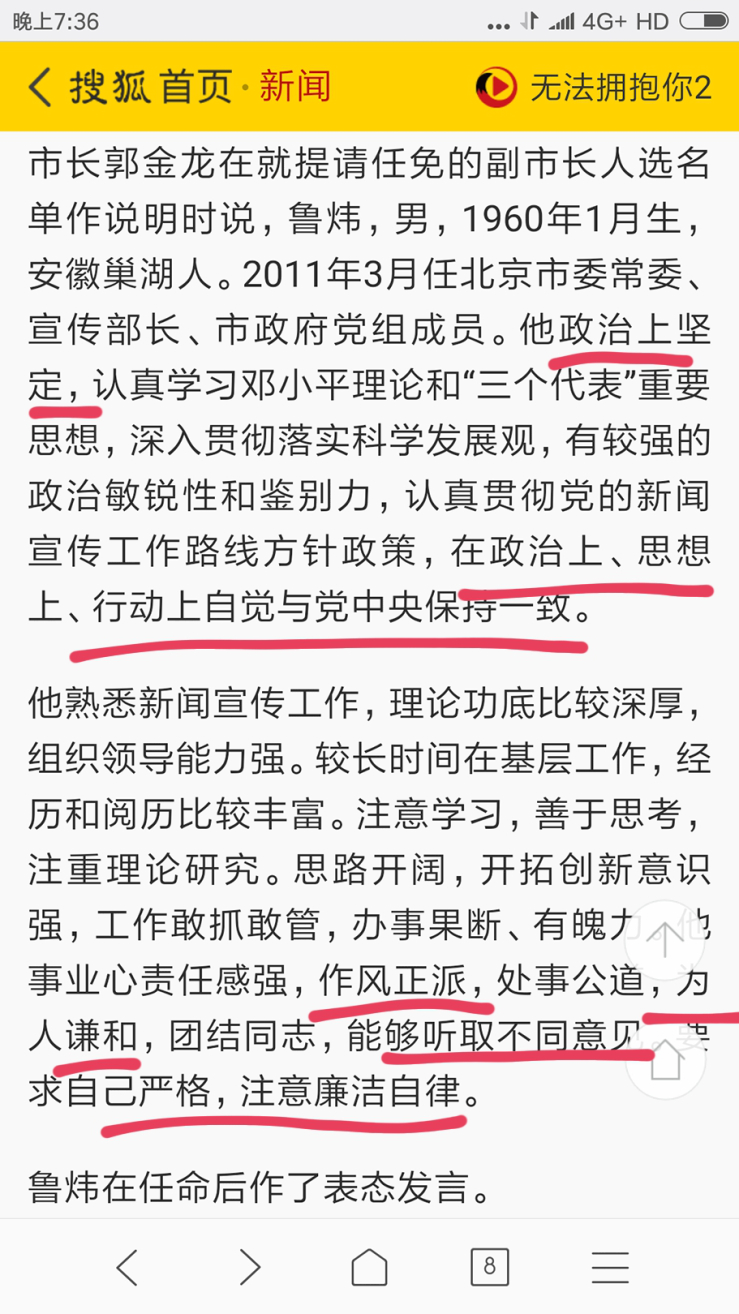 晚上7:36
4G+ HD
搜狐首页·新闻
无法拥抱你2
市长郭金龙在就提请任免的副市长人选名
单作说明时说，鲁炜，男，1960年1月生，
安徽巢湖人。2011年3月任北京市委常委、
宣传部长、市政府党组成员。他政治上坚
定，认真学习邓小平理论和“三个代表”重要
思想，深入贯彻落实科学发展观，有较强的
政治敏锐性和鉴别力，认真贯彻党的新闻
宣传工作路线方针政策，在政治上、思想
上、行动上自觉与党中央保持一致。
他熟悉新闻宣传工作，理论功底比较深厚，
组织领导能力强。较长时间在基层工作，经
历和阅历比较丰富。注意学习，善于思考，
注重理论研究。思路开阔，开拓创新意识
强，工作敢抓敢管，办事果断、有魄力。他
事业心责任感强，作风正派，处事公道，为
人谦和，团结同志，能够听取不同意见。要
求自己严格，注意廉洁自律。
鲁炜在任命后作了表态发言。
8